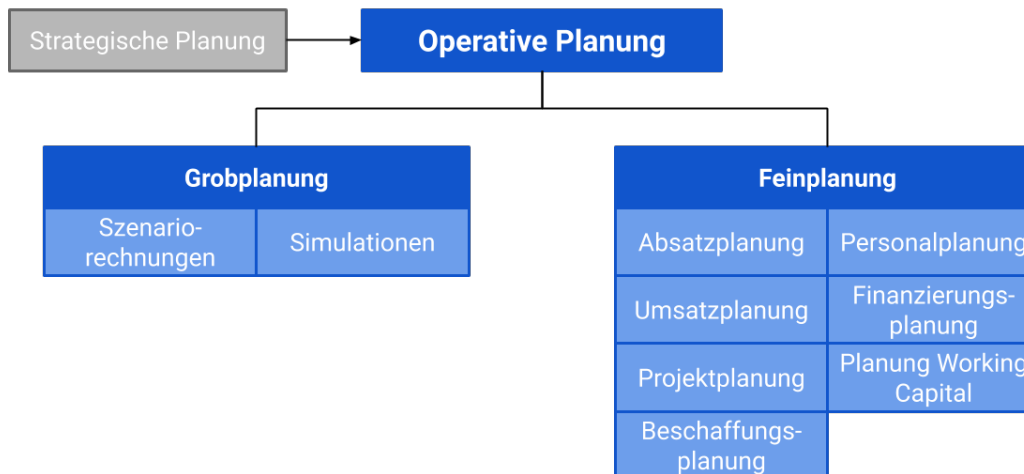 Strategische Planung
Operative Planung
Grobplanung
Szenario-
rechnungen
Simulationen
Feinplanung
Absatzplanung
Personalplanung
Umsatzplanung
Finanzierungs-
planung
Projektplanung
Planung Working
Capital
Beschaffungs-
planung